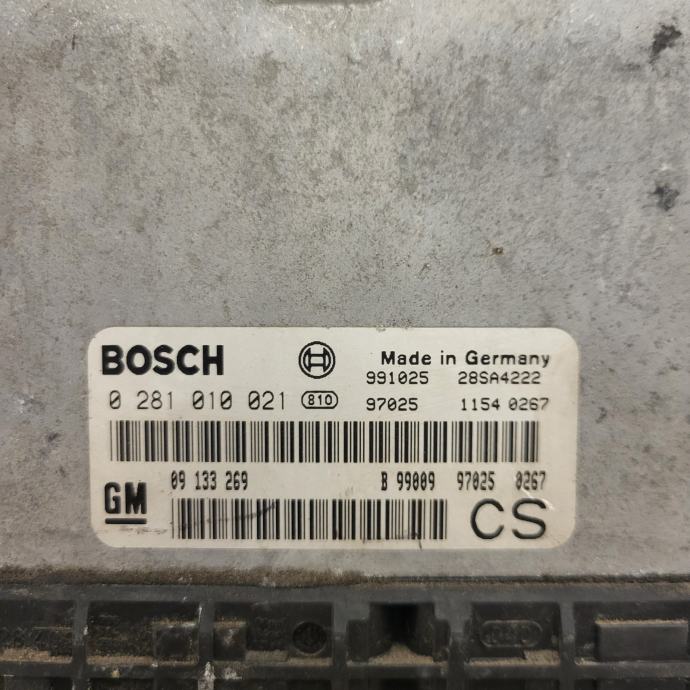 BOSCH
Made in Germany
991025 28SA4222
0 281 010 021 810
97025 1154 0267
09 133 269 B 99009 97025 0267
GM CS